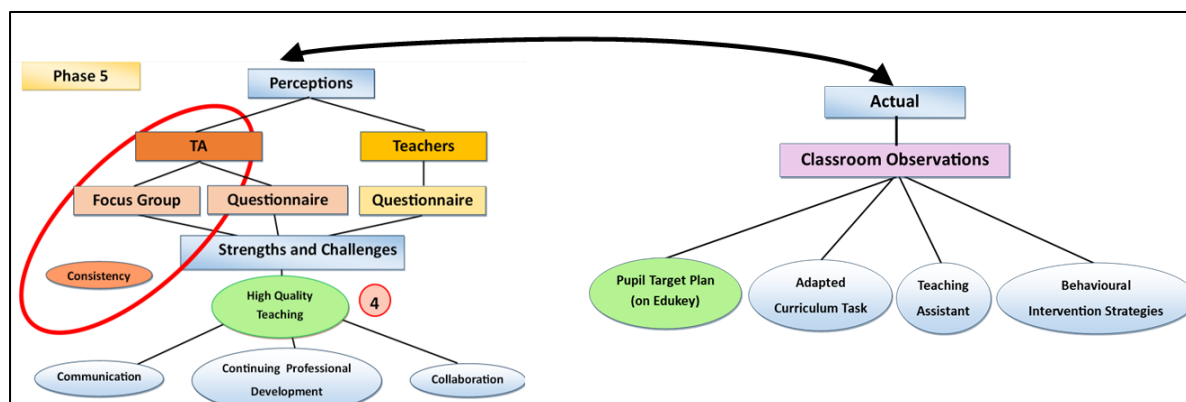 Phase 5
Perceptions
TA
Teachers
Focus Group
Questionnaire
Questionnaire
Strengths and Challenges
Consistency
High Quality
Teaching
4
Communication
Continuing Professional
Development
Collaboration
Actual
Classroom Observations
Pupil Target Plan
(on Edukey)
Adapted
Curriculum Task
Teaching
Assistant
Behavioural
Intervention Strategies